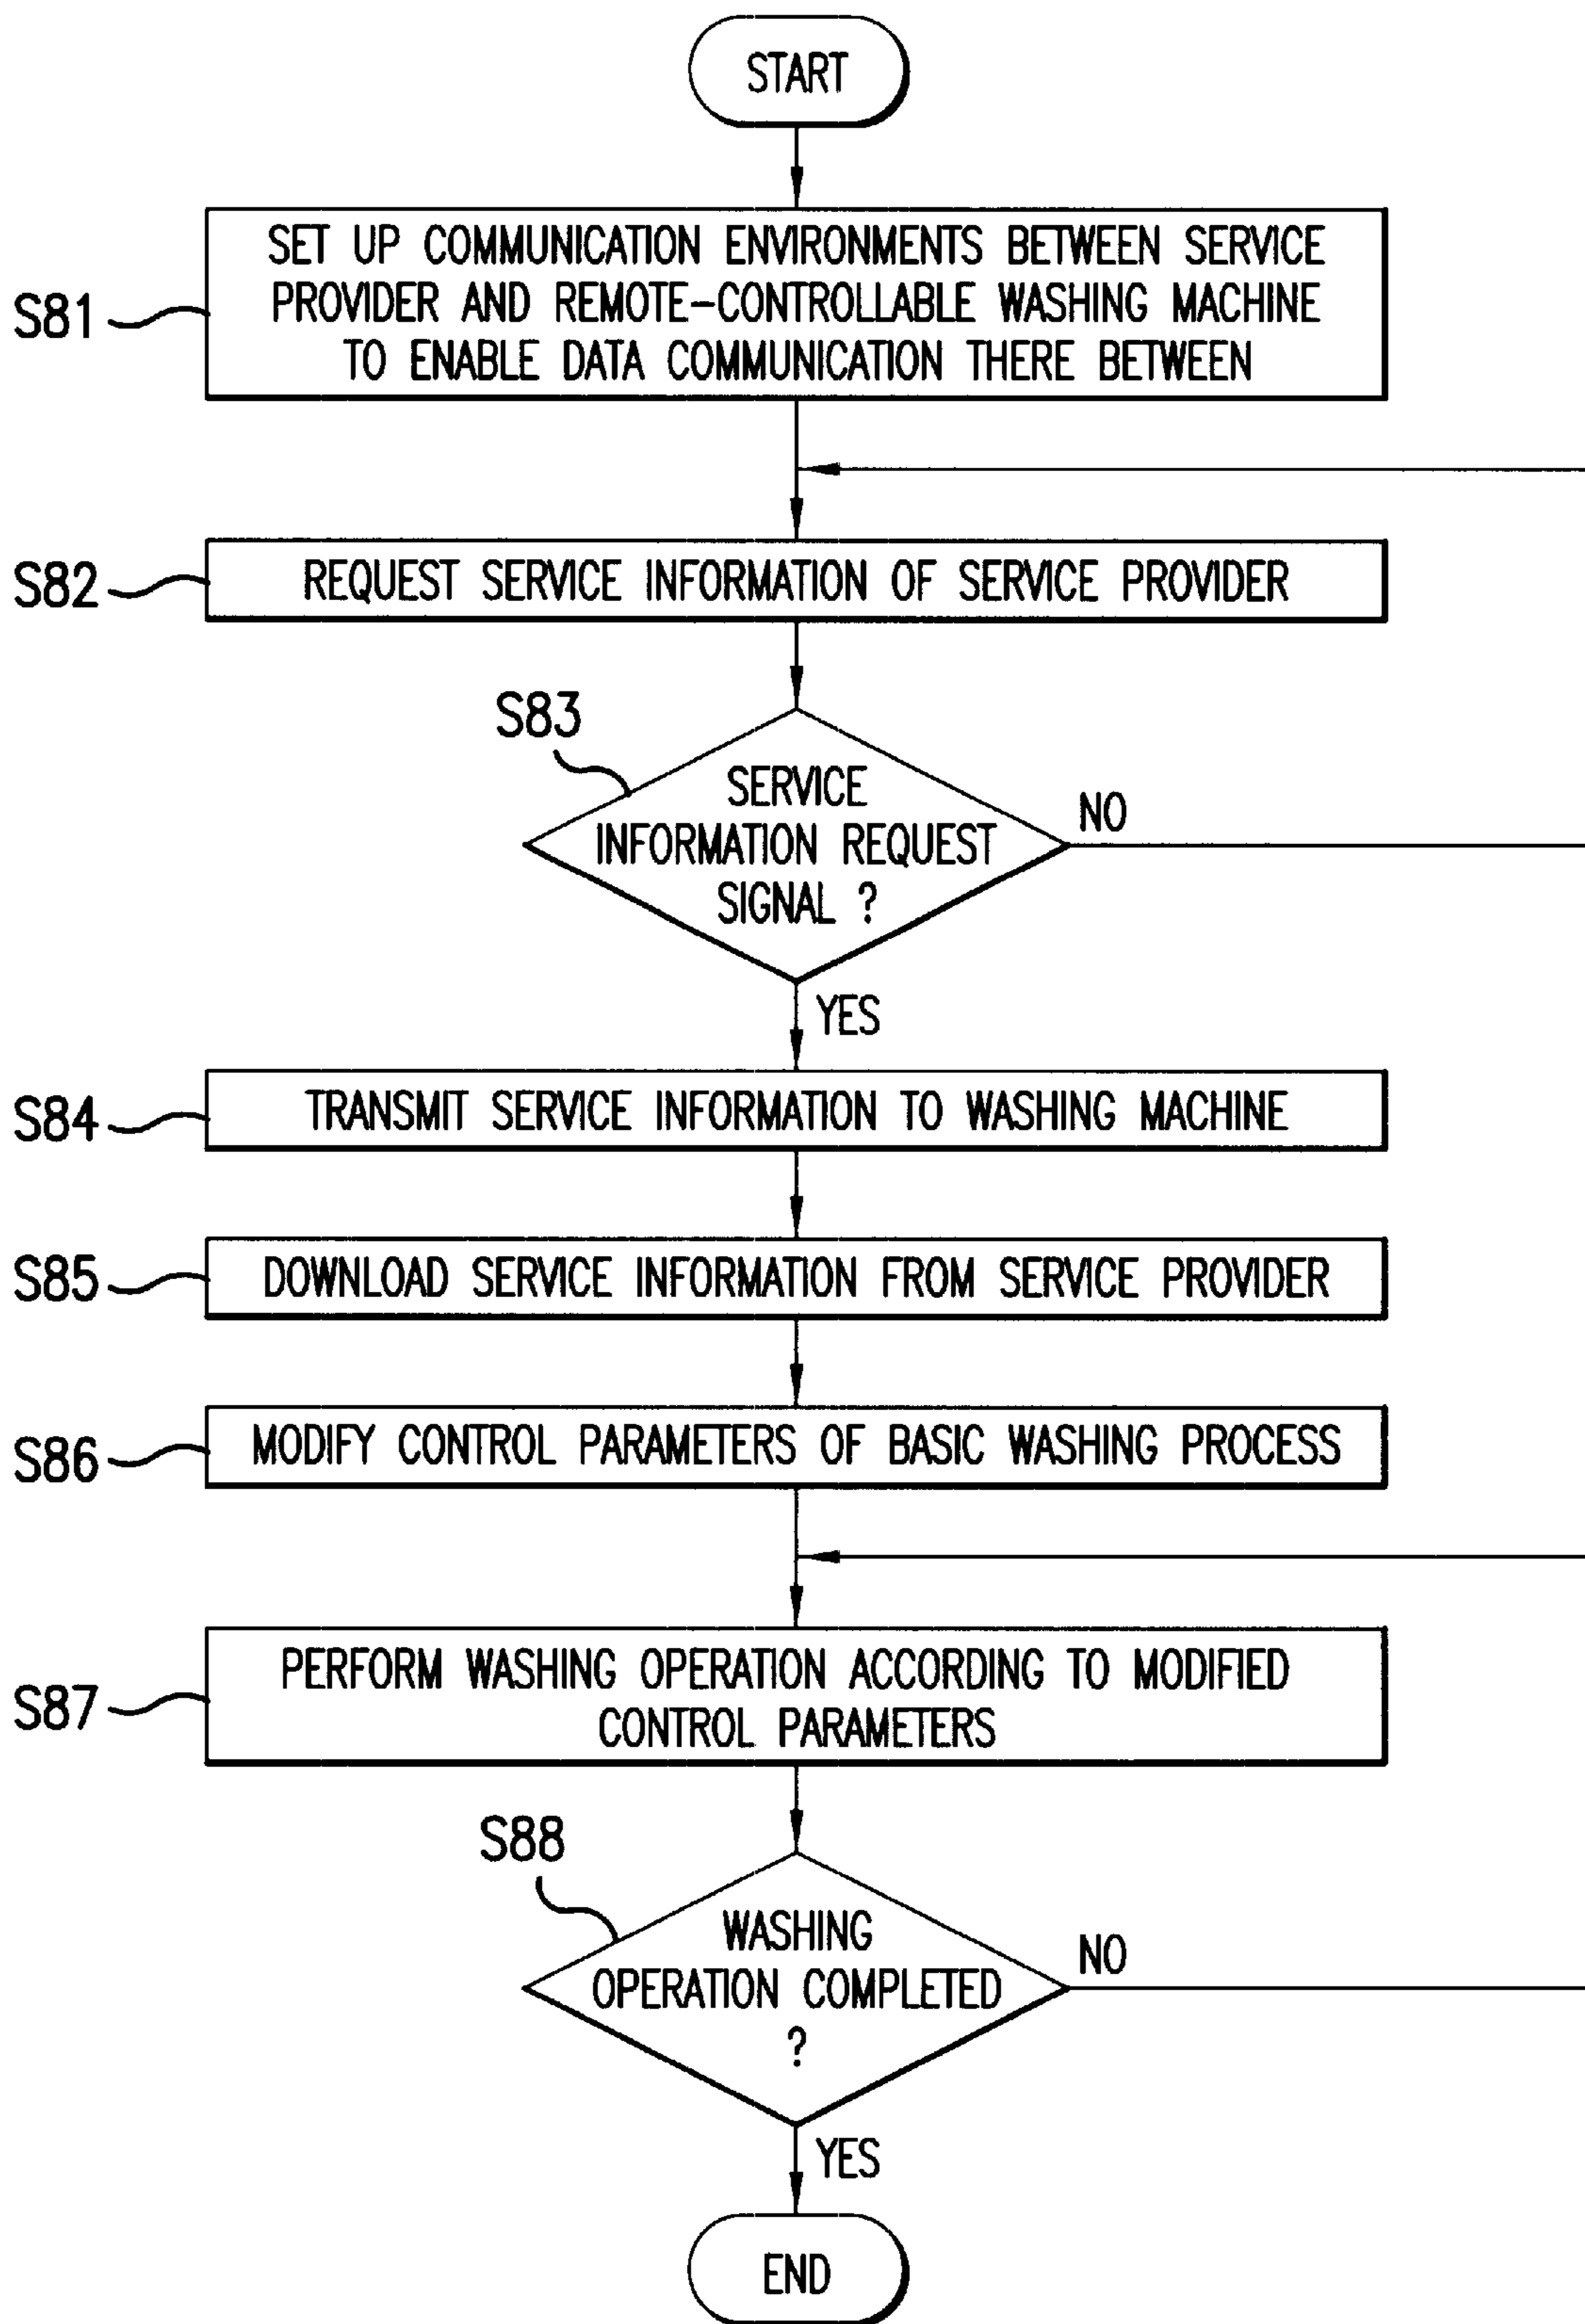 START
S81
SET UP COMMUNICATION ENVIRONMENTS BETWEEN SERVICE
PROVIDER AND REMOTE-CONTROLLABLE WASHING MACHINE
TO ENABLE DATA COMMUNICATION THERE BETWEEN
S82
REQUEST SERVICE INFORMATION OF SERVICE PROVIDER
S83
SERVICE
INFORMATION REQUEST
SIGNAL ?
NO
YES
S84
TRANSMIT SERVICE INFORMATION TO WASHING MACHINE
S85
DOWNLOAD SERVICE INFORMATION FROM SERVICE PROVIDER
S86
MODIFY CONTROL PARAMETERS OF BASIC WASHING PROCESS
S87
PERFORM WASHING OPERATION ACCORDING TO MODIFIED
CONTROL PARAMETERS
S88
WASHING
OPERATION COMPLETED
?
NO
YES
END